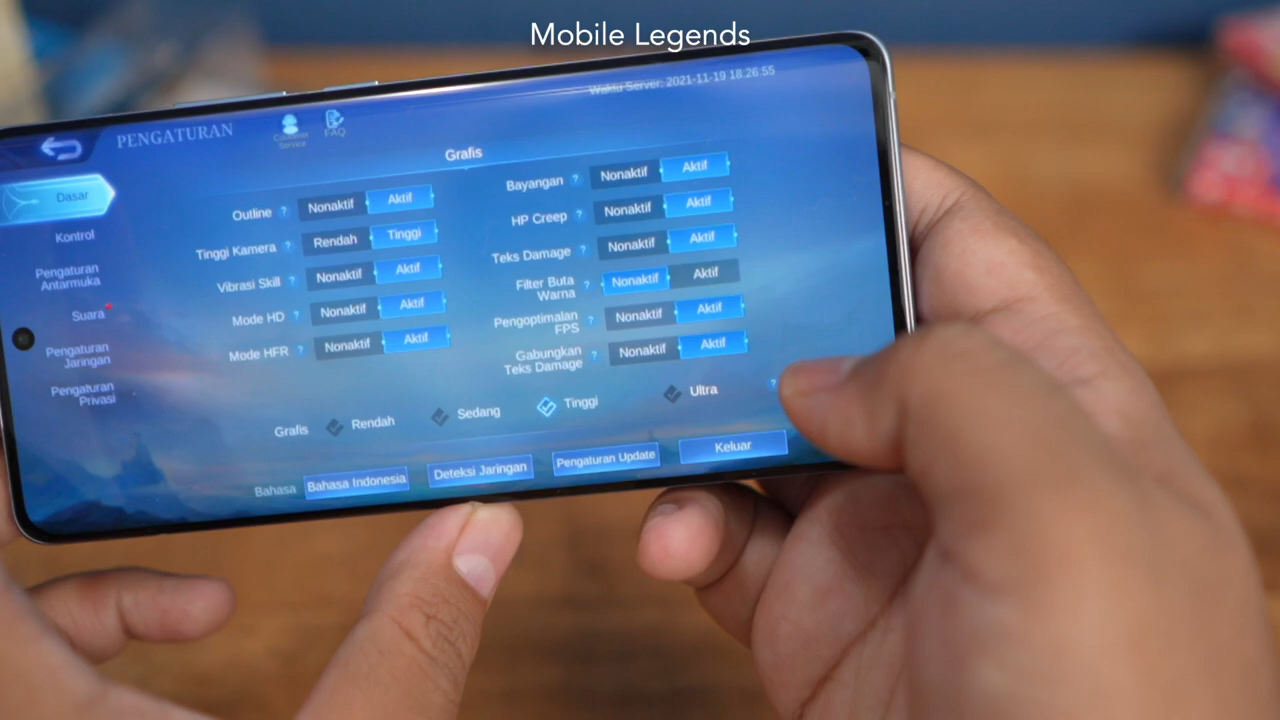 Mobile Legends
Waktu Server: 2021-11-19 18:26:55
PENGATURAN
Customer
Service
FAQ
Grafis
Dasar
Kontrol
Pengaturan
Antarmuka
Suara
Pengaturan
Jaringan
Pengaturan
Privasi
Outline ? Nonaktif Aktif
Tinggi Kamera ? Rendah Tinggi
Vibrasi Skill ? Nonaktif Aktif
Mode HD ? Nonaktif Aktif
Mode HFR ? Nonaktif Aktif
Bayangan ? Nonaktif Aktif
HP Creep ? Nonaktif Aktif
Teks Damage ? Nonaktif Aktif
Filter Buta
Warna ? Nonaktif Aktif
Pengoptimalan
FPS ? Nonaktif Aktif
Gabungkan
Teks Damage ? Nonaktif Aktif
Grafis Rendah Sedang Tinggi Ultra ?
Bahasa Bahasa Indonesia Deteksi Jaringan Pengaturan Update Keluar